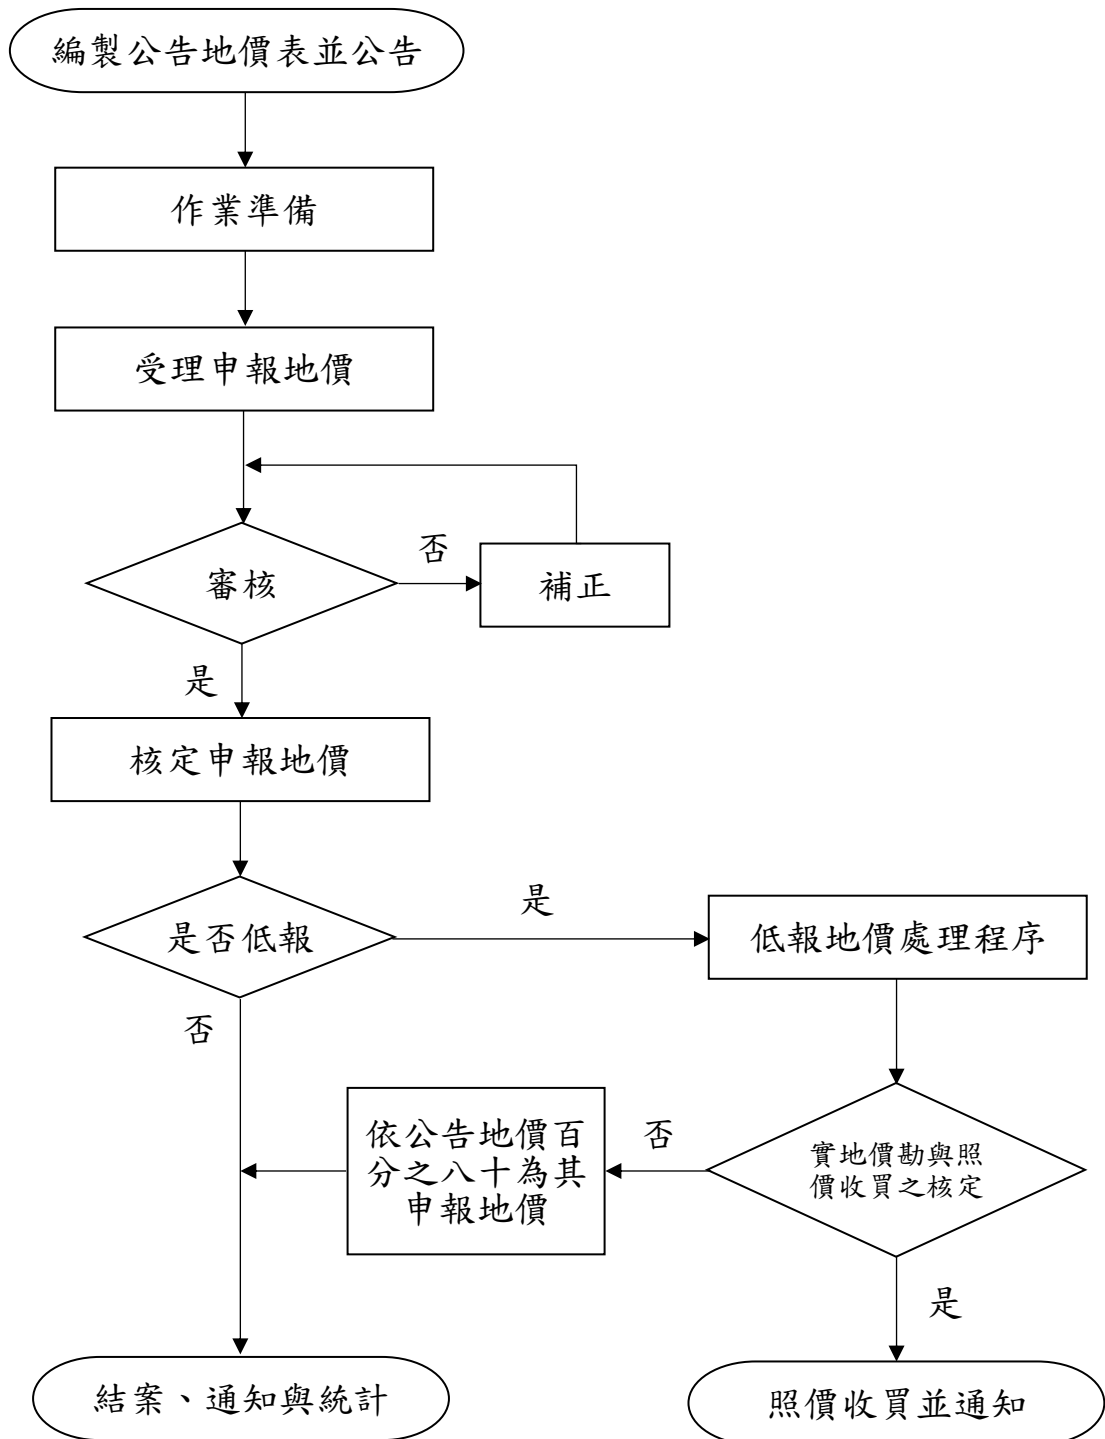 編製公告地價表並公告
作業準備
受理申報地價
審核
否
補正
是
核定申報地價
是否低報
是
低報地價處理程序
否
實地價勘與照
價收買之核定
否
依公告地價百
分之八十為其
申報地價
是
結案、通知與統計
照價收買並通知